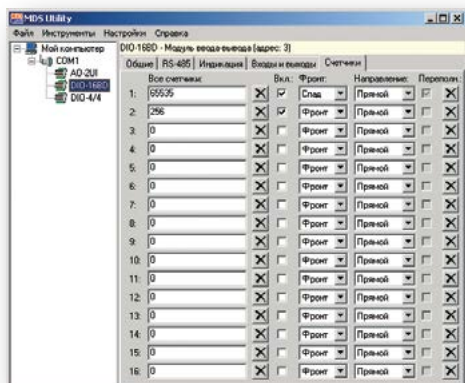 MDS Utility
Файл Инструменты Настройки Справка
Мой компьютер
COM1
AO-2UI
DIO-16BD
DIO-4/4
DIO-16BD - Модуль ввода-вывода (адрес: 3)
Общие RS-485 Индикация Входы и выходы Счетчики
Все счетчики: Вкл.: Фронт: Направление: Переполн.:
1: 65535 Спад Прямой
2: 256 Фронт Прямой
3: 0 Фронт Прямой
4: 0 Фронт Прямой
5: 0 Фронт Прямой
6: 0 Фронт Прямой
7: 0 Фронт Прямой
8: 0 Фронт Прямой
9: 0 Фронт Прямой
10: 0 Фронт Прямой
11: 0 Фронт Прямой
12: 0 Фронт Прямой
13: 0 Фронт Прямой
14: 0 Фронт Прямой
15: 0 Фронт Прямой
16: 0 Фронт Прямой